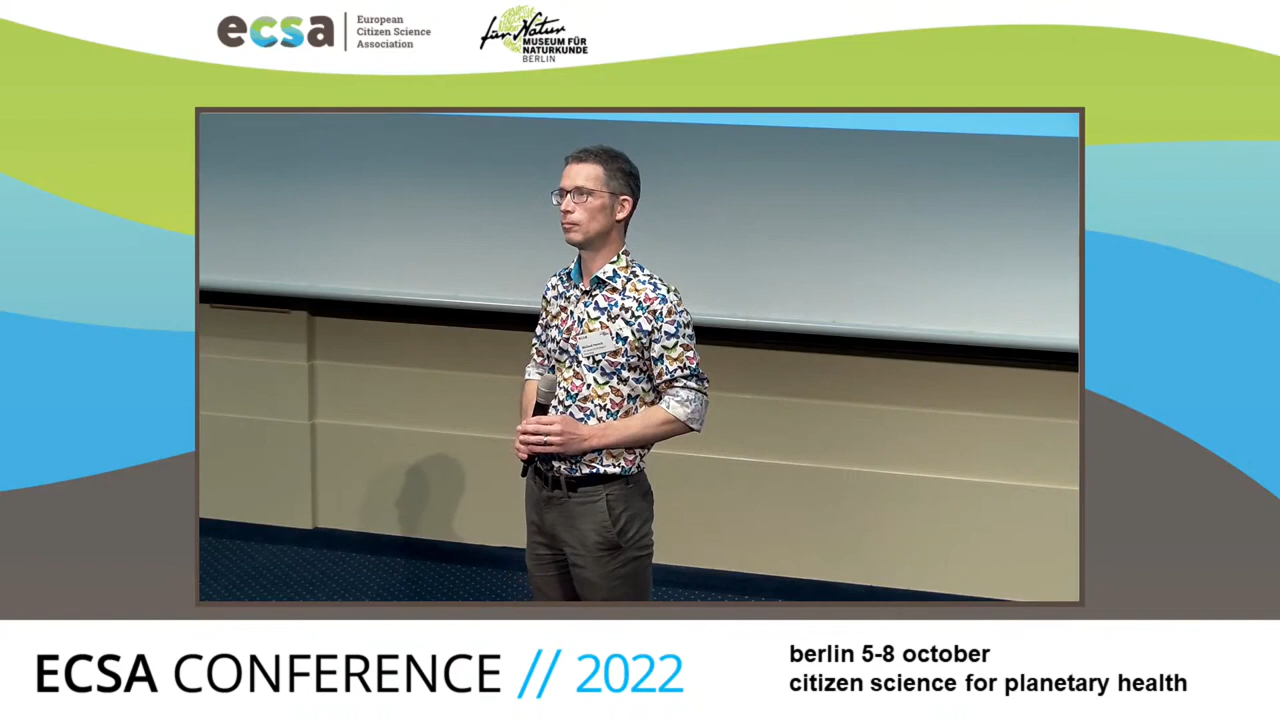 ecsa
European
Citizen Science
Association
für Natur
MUSEUM FÜR
NATURKUNDE
BERLIN
ECSA CONFERENCE // 2022
berlin 5-8 october
citizen science for planetary health